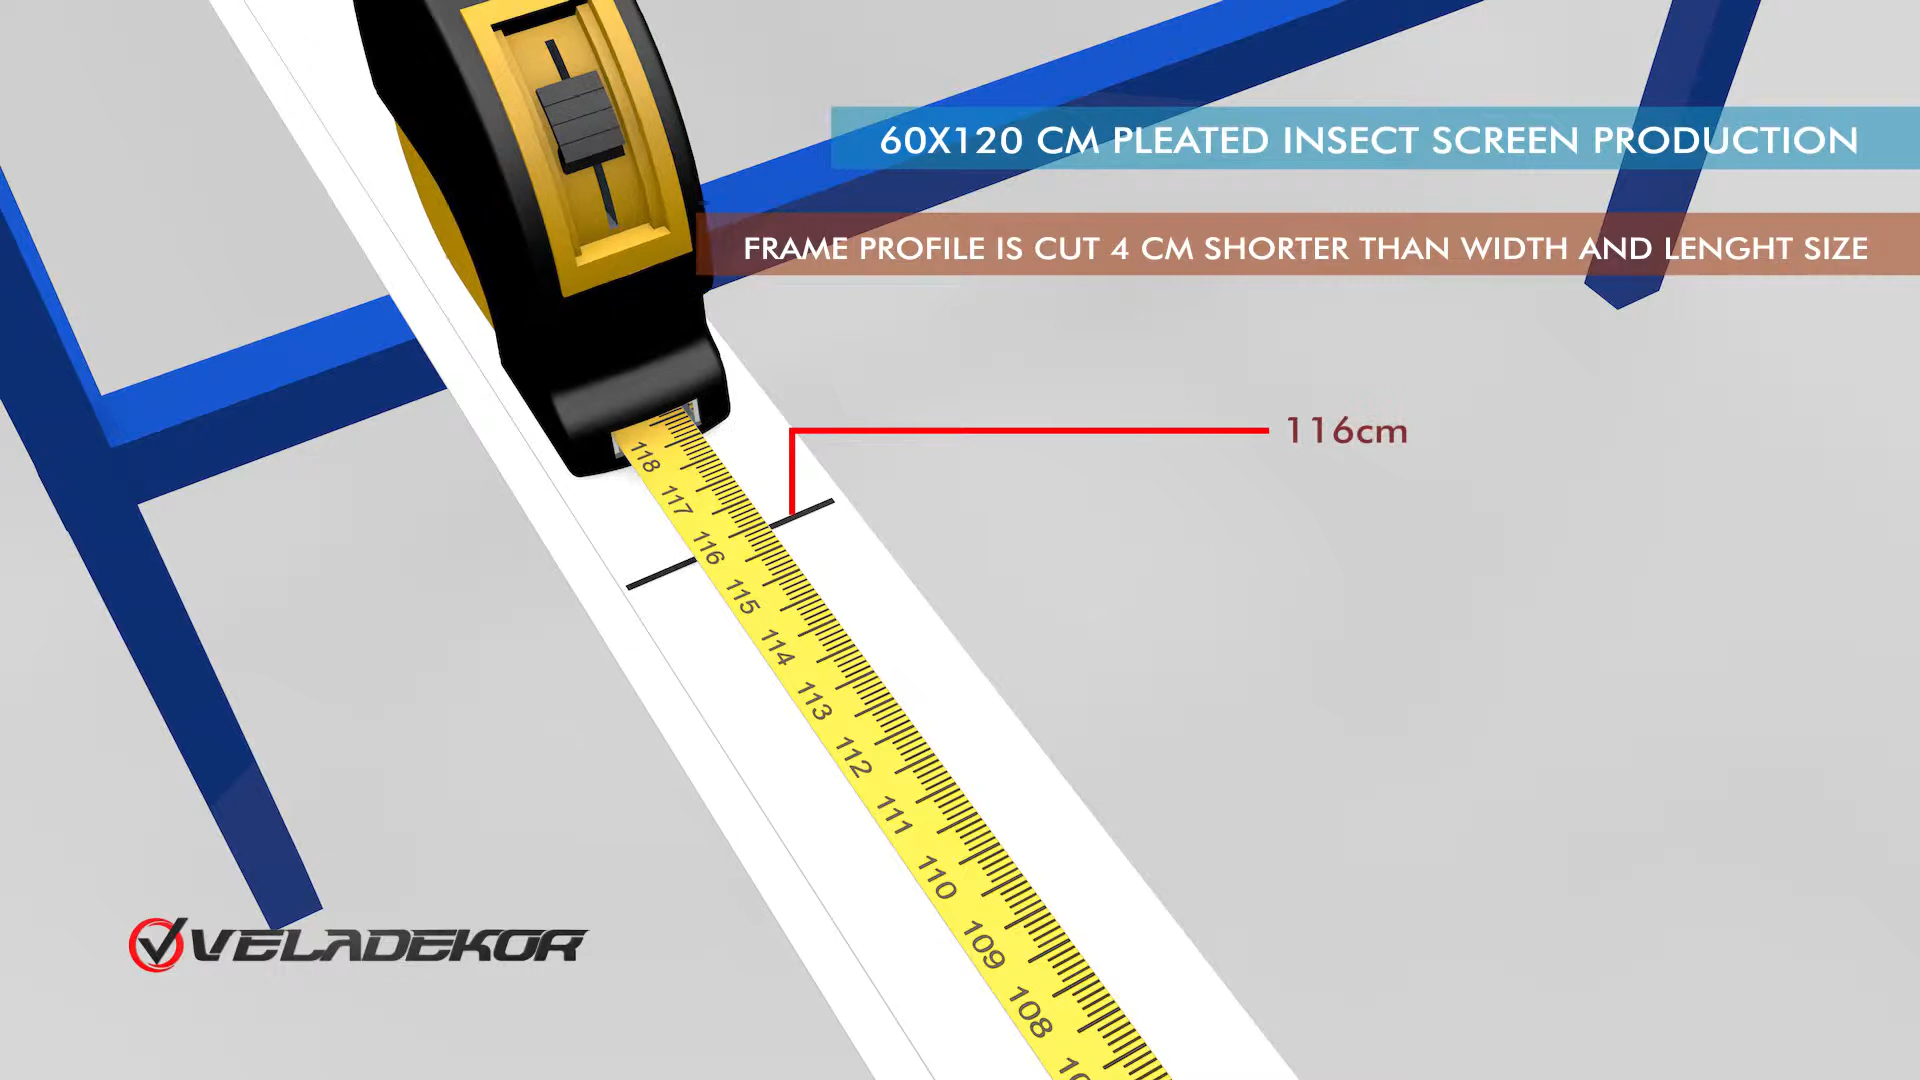 60X120 CM PLEATED INSECT SCREEN PRODUCTION
FRAME PROFILE IS CUT 4 CM SHORTER THAN WIDTH AND LENGHT SIZE
116cm
118
117
116
115
114
113
112
111
110
109
108
VELADEKOR